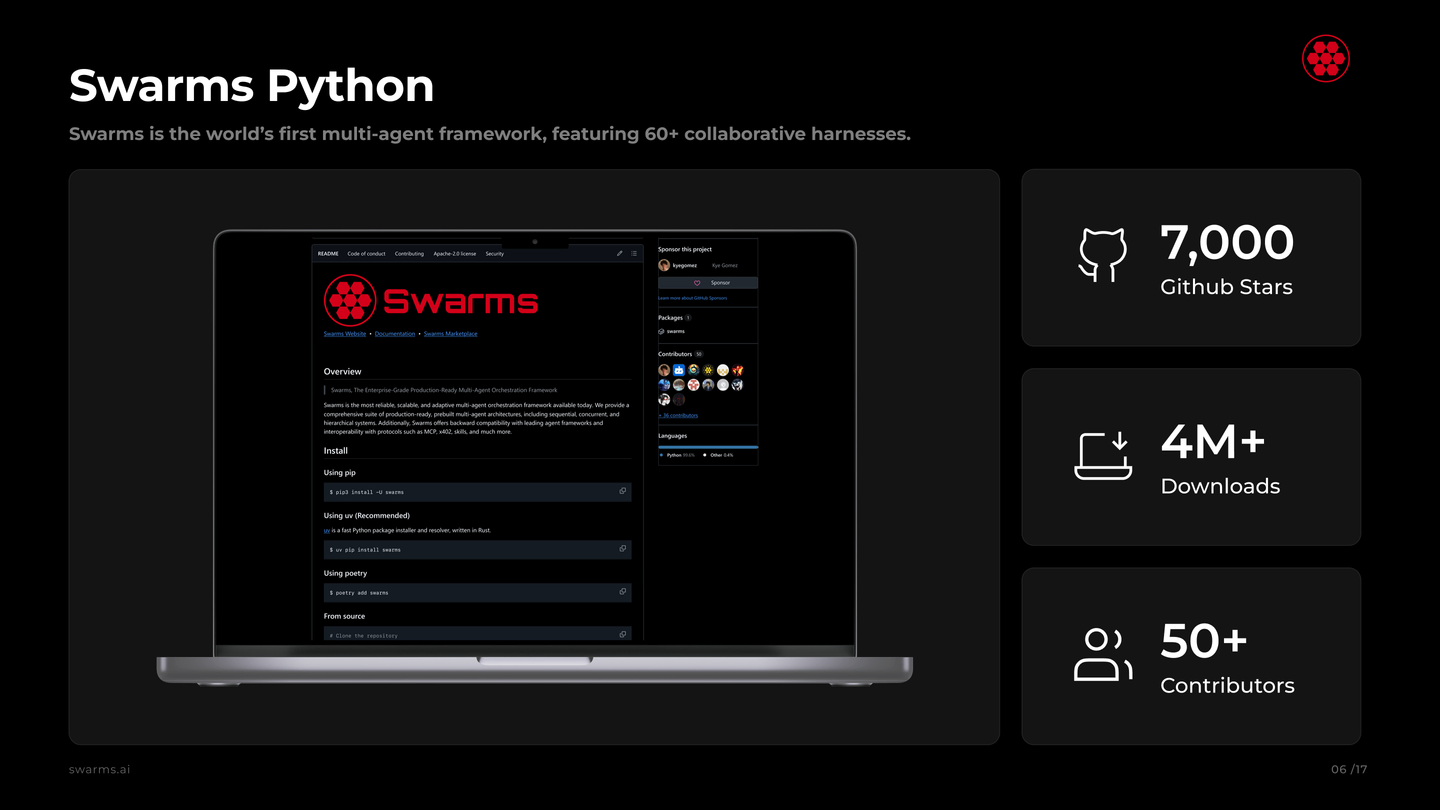 Swarms Python
Swarms is the world's first multi-agent framework, featuring 60+ collaborative harnesses.
README Code of conduct Contributing Apache-2.0 license Security
Swarms
Swarms Website • Documentation • Swarms Marketplace
Overview
Swarms, The Enterprise-Grade Production-Ready Multi-Agent Orchestration Framework
Swarms is the most reliable, scalable, and adaptive multi-agent orchestration framework available today. We provide a
comprehensive suite of production-ready, prebuilt multi-agent architectures, including sequential, concurrent, and
hierarchical systems. Additionally, Swarms offers backward compatibility with leading agent frameworks and
interoperability with protocols such as MCP, x402, skills, and much more.
Install
Using pip
$ pip3 install -U swarms
Using uv (Recommended)
uv is a fast Python package installer and resolver, written in Rust.
$ uv pip install swarms
Using poetry
$ poetry add swarms
From source
# Clone the repository
Sponsor this project
kyegomez Kye Gomez
Sponsor
Learn more about GitHub Sponsors
Packages 1
swarms
Contributors 50
+ 36 contributors
Languages
Python 99.6% Other 0.4%
7,000
Github Stars
4M+
Downloads
50+
Contributors
swarms.ai
06 /17